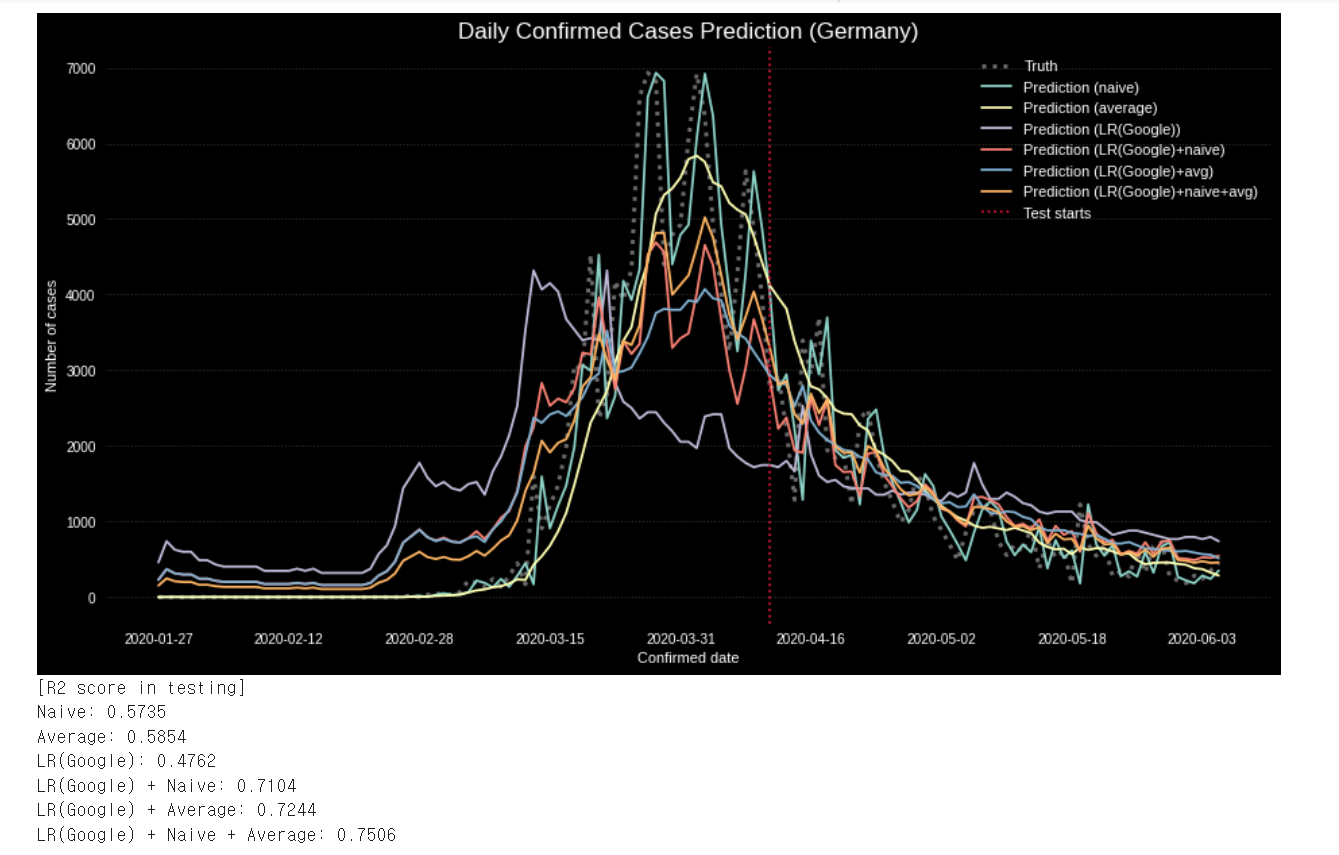 Daily Confirmed Cases Prediction (Germany)
7000
6000
5000
4000
3000
2000
1000
0
Number of cases
Truth
Prediction (naive)
Prediction (average)
Prediction (LR(Google))
Prediction (LR(Google)+naive)
Prediction (LR(Google)+avg)
Prediction (LR(Google)+naive+avg)
Test starts
2020-01-27 2020-02-12 2020-02-28 2020-03-15 2020-03-31 2020-04-16 2020-05-02 2020-05-18 2020-06-03
Confirmed date
[R2 score in testing]
Naive: 0.5735
Average: 0.5854
LR(Google): 0.4762
LR(Google) + Naive: 0.7104
LR(Google) + Average: 0.7244
LR(Google) + Naive + Average: 0.7506